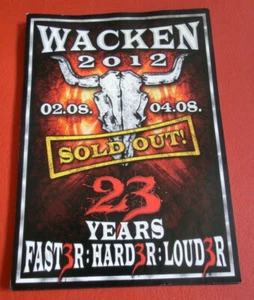 WACKEN
2012
02.08. 04.08.
SOLD OUT!
23
YEARS
FAST3R:HARD3R:LOUD3R